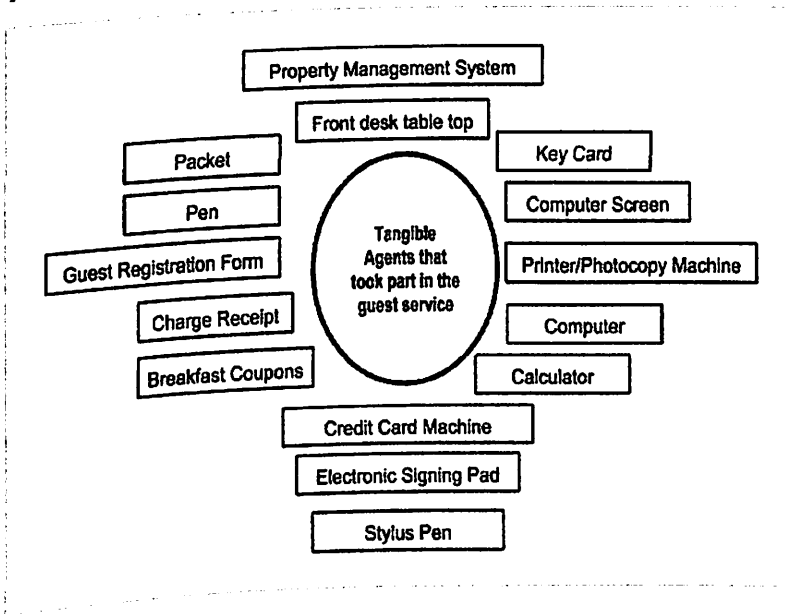 Property Management System
Front desk table top
Packet
Key Card
Pen
Computer Screen
Guest Registration Form
Tangible
Agents that
took part in the
guest service
Printer/Photocopy Machine
Charge Receipt
Computer
Breakfast Coupons
Calculator
Credit Card Machine
Electronic Signing Pad
Stylus Pen